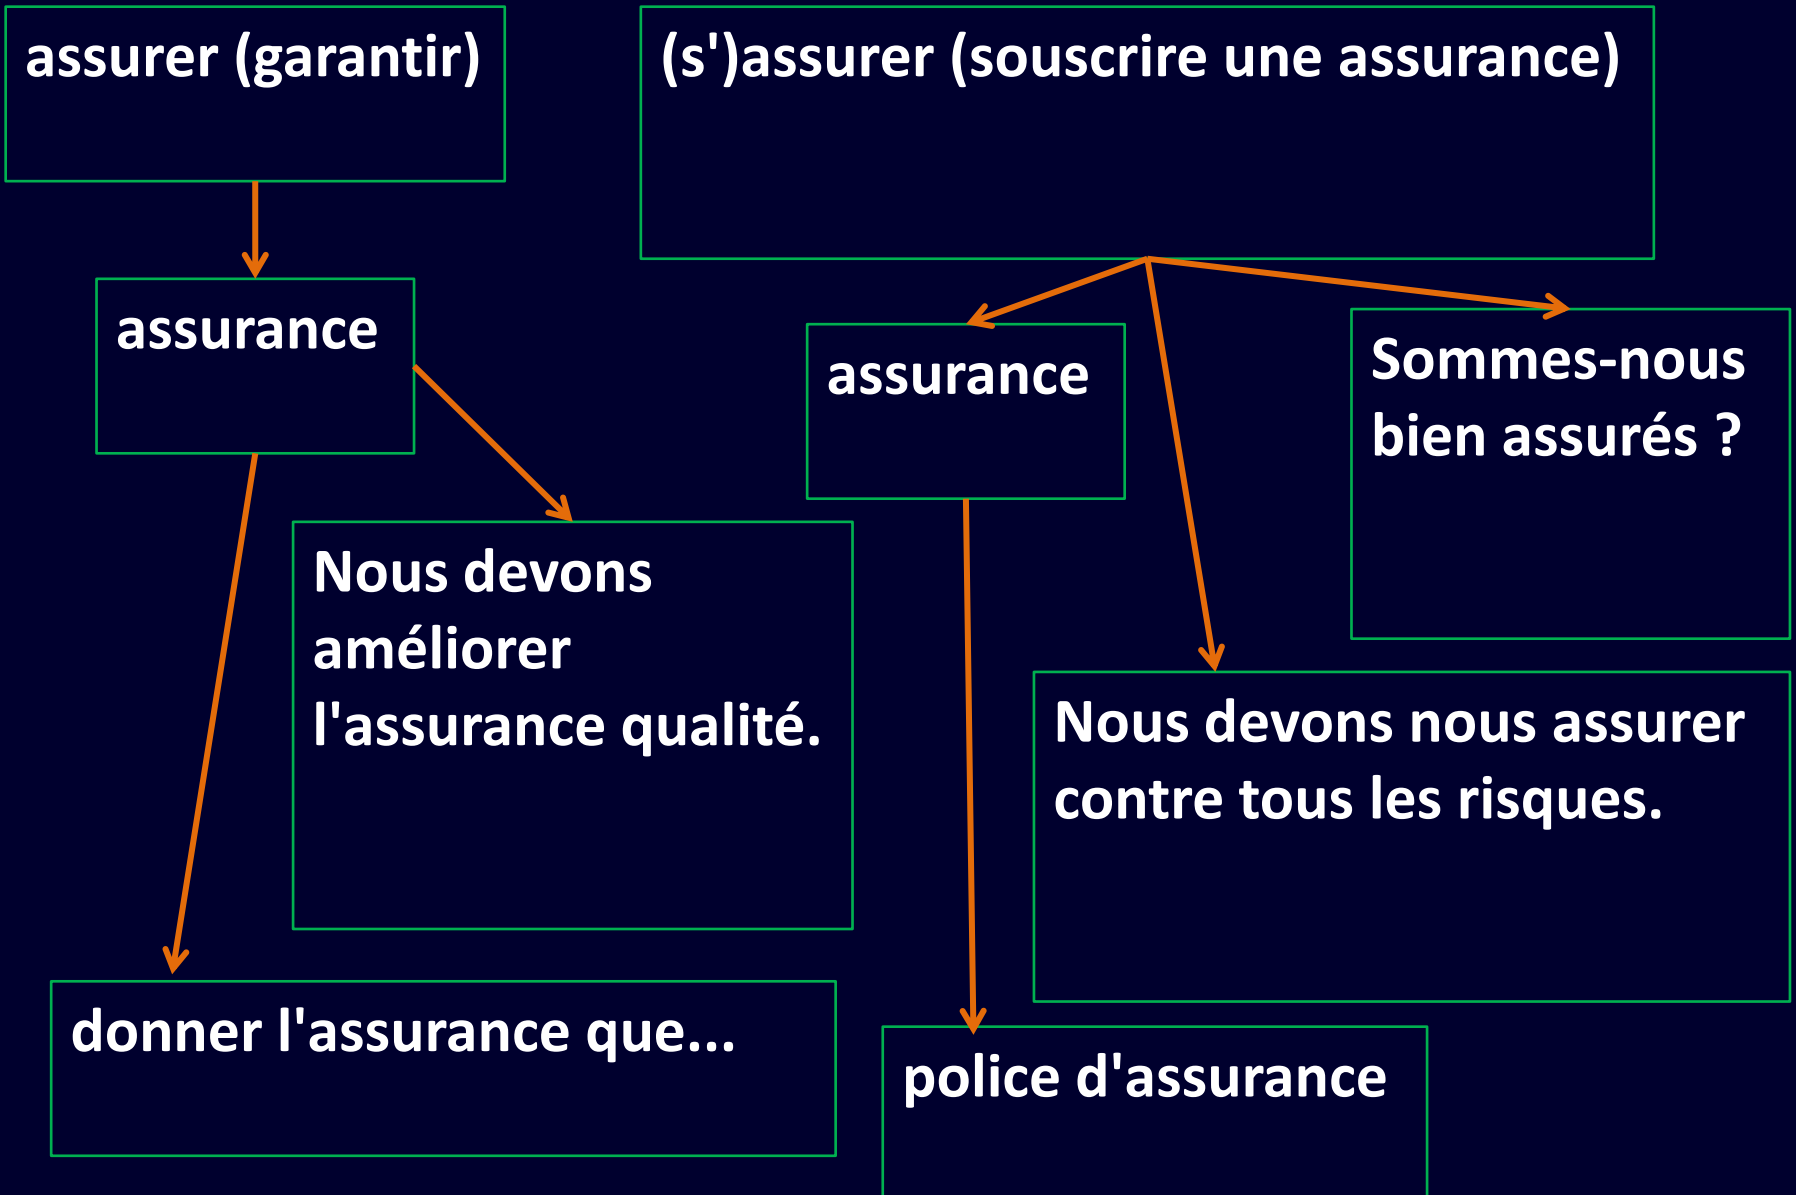 assurer (garantir)
(s')assurer (souscrire une assurance)
assurance
assurance
Sommes-nous
bien assurés ?
Nous devons
améliorer
l'assurance qualité.
Nous devons nous assurer
contre tous les risques.
donner l'assurance que...
police d'assurance